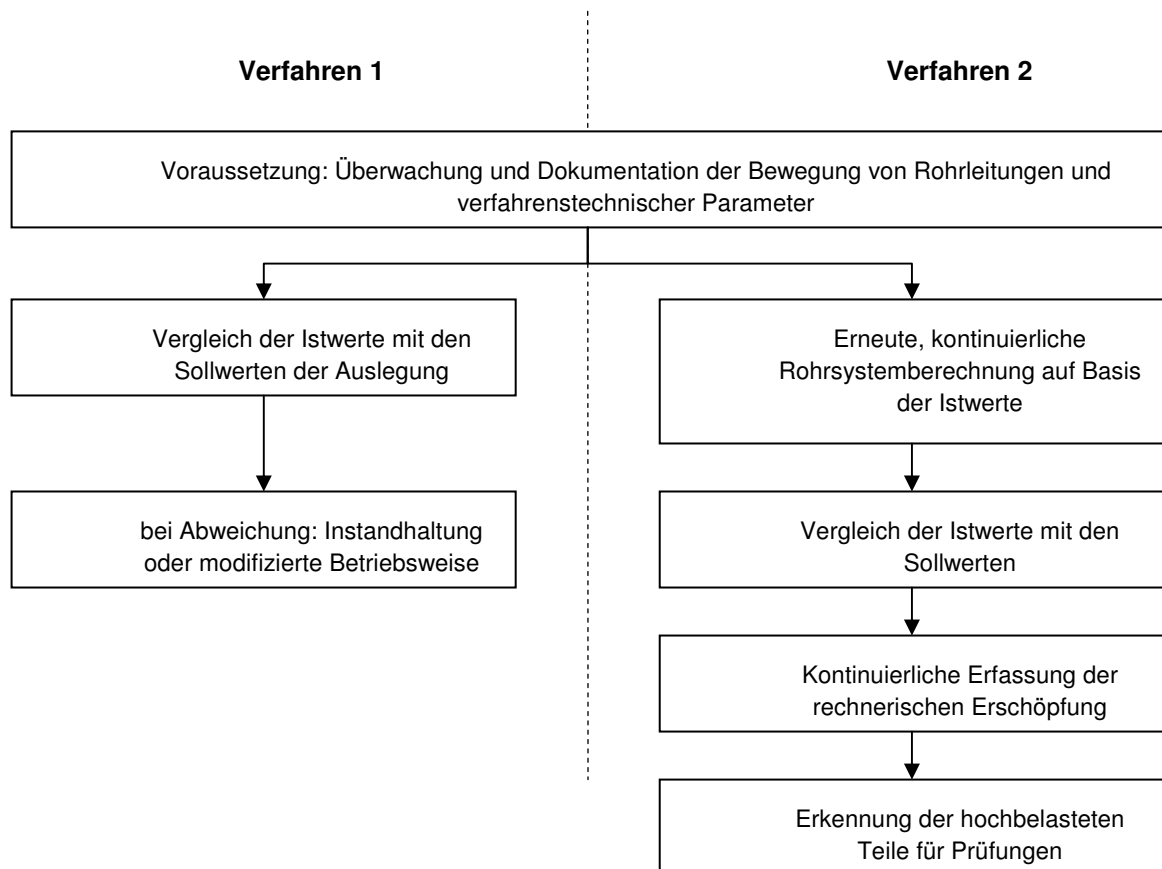 Verfahren 1
Verfahren 2
Voraussetzung: Überwachung und Dokumentation der Bewegung von Rohrleitungen und
verfahrenstechnischer Parameter
Vergleich der Istwerte mit den
Sollwerten der Auslegung
bei Abweichung: Instandhaltung
oder modifizierte Betriebsweise
Erneute, kontinuierliche
Rohrsystemberechnung auf Basis
der Istwerte
Vergleich der Istwerte mit den
Sollwerten
Kontinuierliche Erfassung der
rechnerischen Erschöpfung
Erkennung der hochbelasteten
Teile für Prüfungen